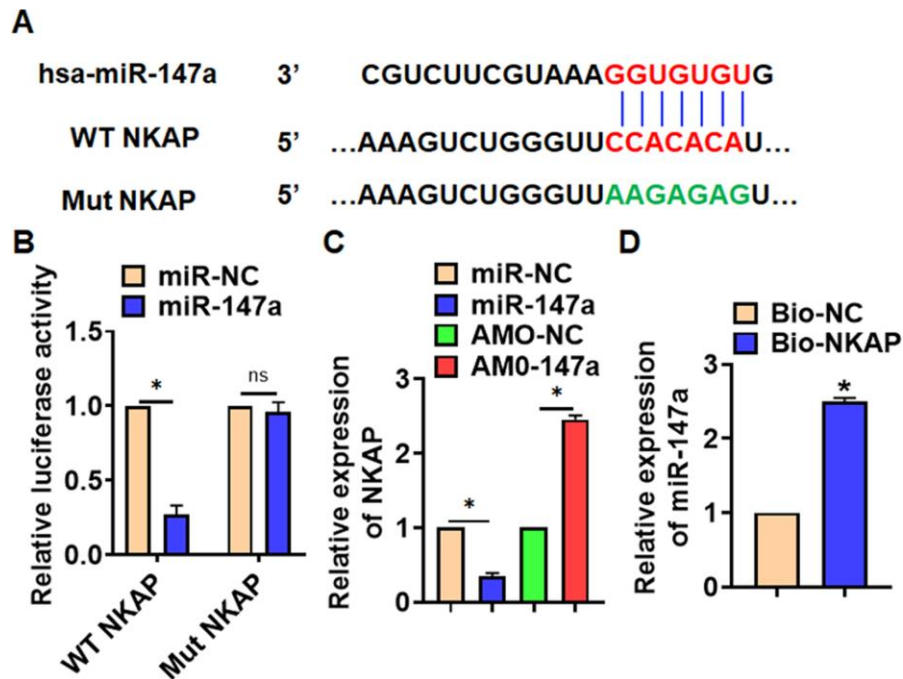 A
hsa-miR-147a 3’ CGUCUUCGUAAAGGUGUGUG
WT NKAP 5’ ...AAAGUCUGGGUUCCACACAU...
Mut NKAP 5’ ...AAAGUCUGGGUUAAGAGAGU...
B
miR-NC
miR-147a
Relative luciferase activity
1.5
1.0
0.5
0.0
*
ns
WT NKAP
Mut NKAP
C
miR-NC
miR-147a
AMO-NC
AM0-147a
Relative expression
of NKAP
3
2
1
0
*
*
D
Bio-NC
Bio-NKAP
Relative expression
of miR-147a
3
2
1
0
*